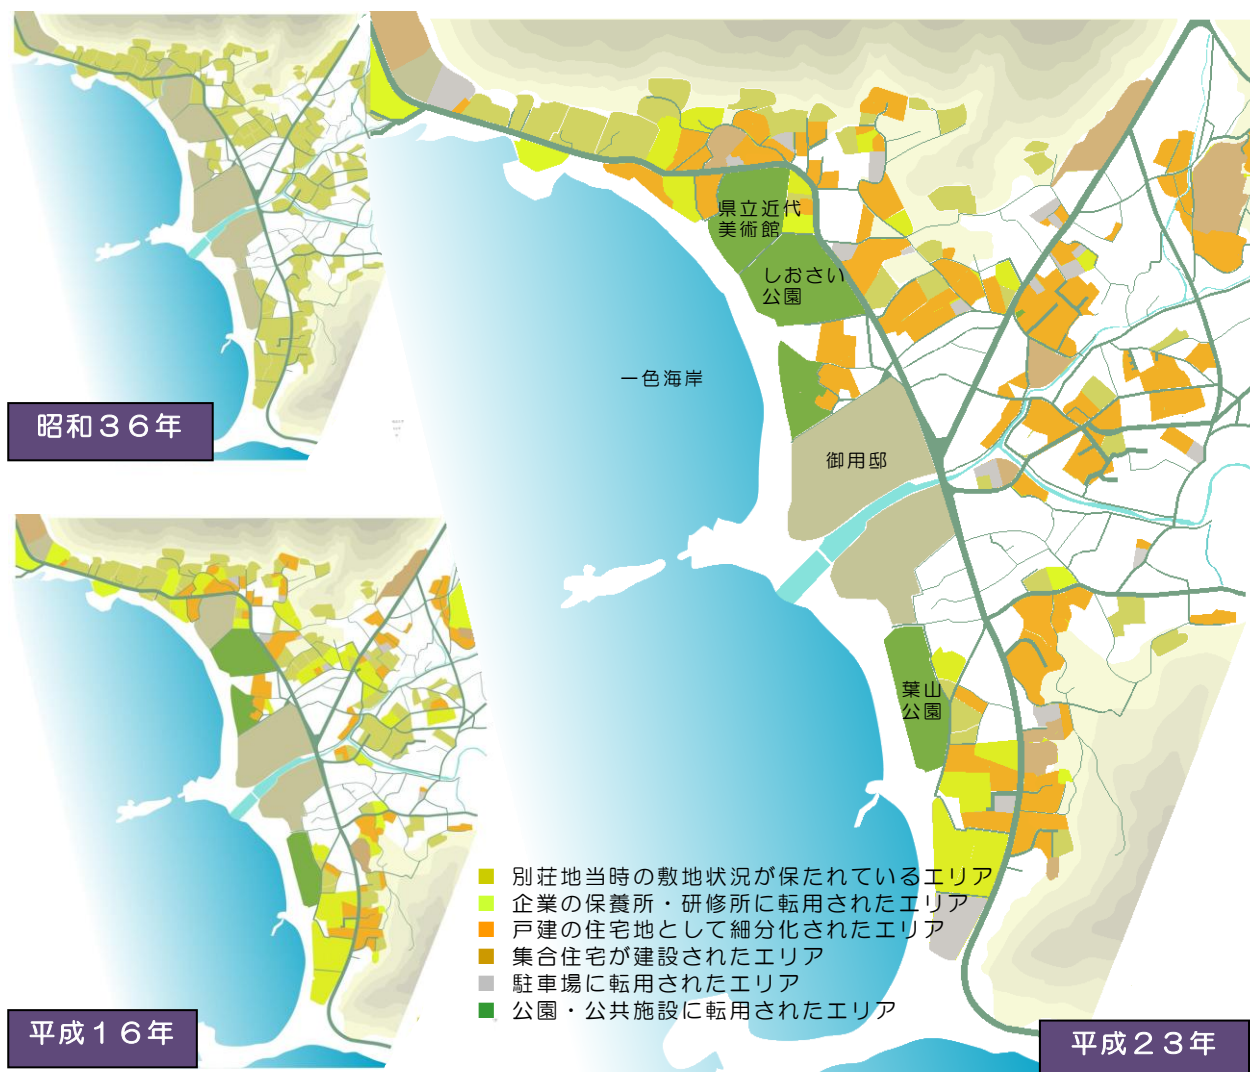 昭和３６年
県立近代
美術館
しおさい
公園
一色海岸
御用邸
葉山
公園
別荘地当時の敷地状況が保たれているエリア
企業の保養所・研修所に転用されたエリア
戸建の住宅地として細分化されたエリア
集合住宅が建設されたエリア
駐車場に転用されたエリア
公園・公共施設に転用されたエリア
平成１６年
平成２３年